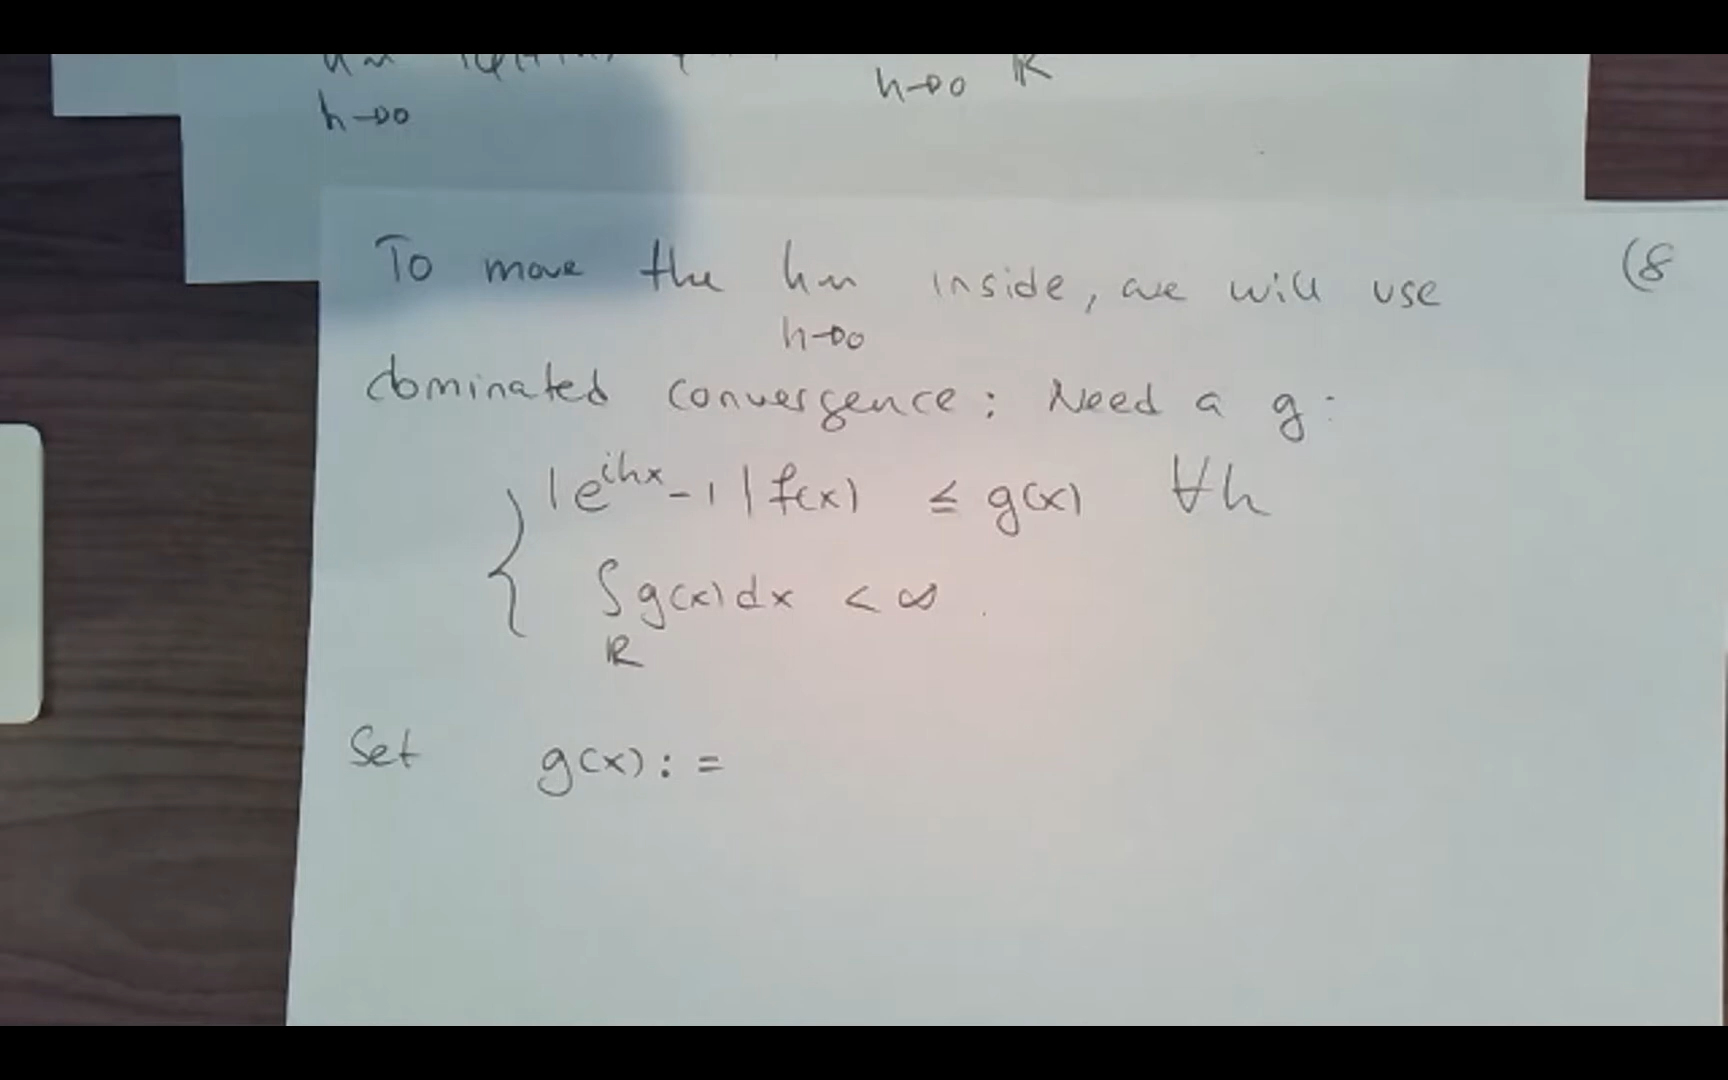 h→0 ℝ
h→0
To move the lim inside, we will use (8
h→0
dominated convergence: Need a g:
|e^{ihx}-1| f(x) ≤ g(x) ∀h
∫g(x)dx < ∞.
ℝ
Set g(x) :=